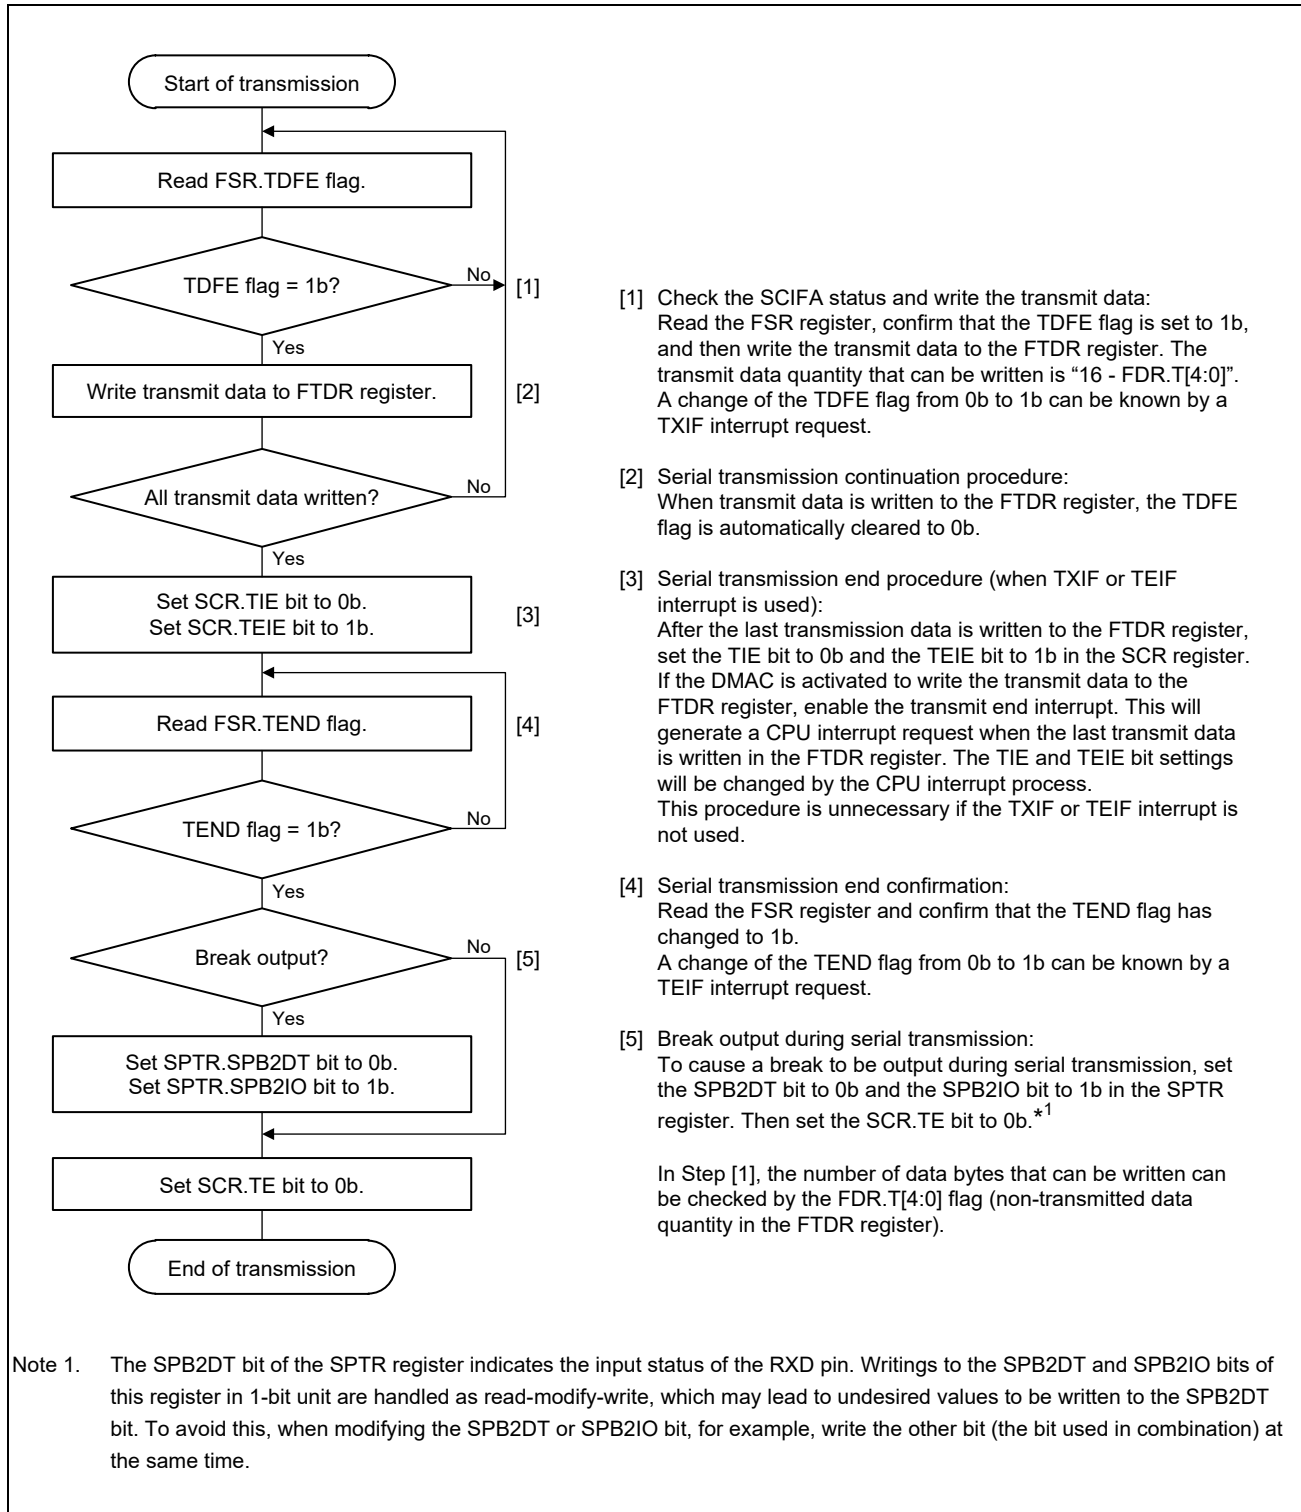 Start of transmission
Read FSR.TDFE flag.
TDFE flag = 1b?
No
[1]
Yes
Write transmit data to FTDR register.
[2]
All transmit data written?
No
Yes
Set SCR.TIE bit to 0b.
Set SCR.TEIE bit to 1b.
[3]
Read FSR.TEND flag.
[4]
TEND flag = 1b?
No
Yes
Break output?
No
[5]
Yes
Set SPTR.SPB2DT bit to 0b.
Set SPTR.SPB2IO bit to 1b.
Set SCR.TE bit to 0b.
End of transmission
[1] Check the SCIFA status and write the transmit data:
Read the FSR register, confirm that the TDFE flag is set to 1b,
and then write the transmit data to the FTDR register. The
transmit data quantity that can be written is “16 - FDR.T[4:0]”.
A change of the TDFE flag from 0b to 1b can be known by a
TXIF interrupt request.
[2] Serial transmission continuation procedure:
When transmit data is written to the FTDR register, the TDFE
flag is automatically cleared to 0b.
[3] Serial transmission end procedure (when TXIF or TEIF
interrupt is used):
After the last transmission data is written to the FTDR register,
set the TIE bit to 0b and the TEIE bit to 1b in the SCR register.
If the DMAC is activated to write the transmit data to the
FTDR register, enable the transmit end interrupt. This will
generate a CPU interrupt request when the last transmit data
is written in the FTDR register. The TIE and TEIE bit settings
will be changed by the CPU interrupt process.
This procedure is unnecessary if the TXIF or TEIF interrupt is
not used.
[4] Serial transmission end confirmation:
Read the FSR register and confirm that the TEND flag has
changed to 1b.
A change of the TEND flag from 0b to 1b can be known by a
TEIF interrupt request.
[5] Break output during serial transmission:
To cause a break to be output during serial transmission, set
the SPB2DT bit to 0b and the SPB2IO bit to 1b in the SPTR
register. Then set the SCR.TE bit to 0b.*1
In Step [1], the number of data bytes that can be written can
be checked by the FDR.T[4:0] flag (non-transmitted data
quantity in the FTDR register).
Note 1. The SPB2DT bit of the SPTR register indicates the input status of the RXD pin. Writings to the SPB2DT and SPB2IO bits of
this register in 1-bit unit are handled as read-modify-write, which may lead to undesired values to be written to the SPB2DT
bit. To avoid this, when modifying the SPB2DT or SPB2IO bit, for example, write the other bit (the bit used in combination) at
the same time.